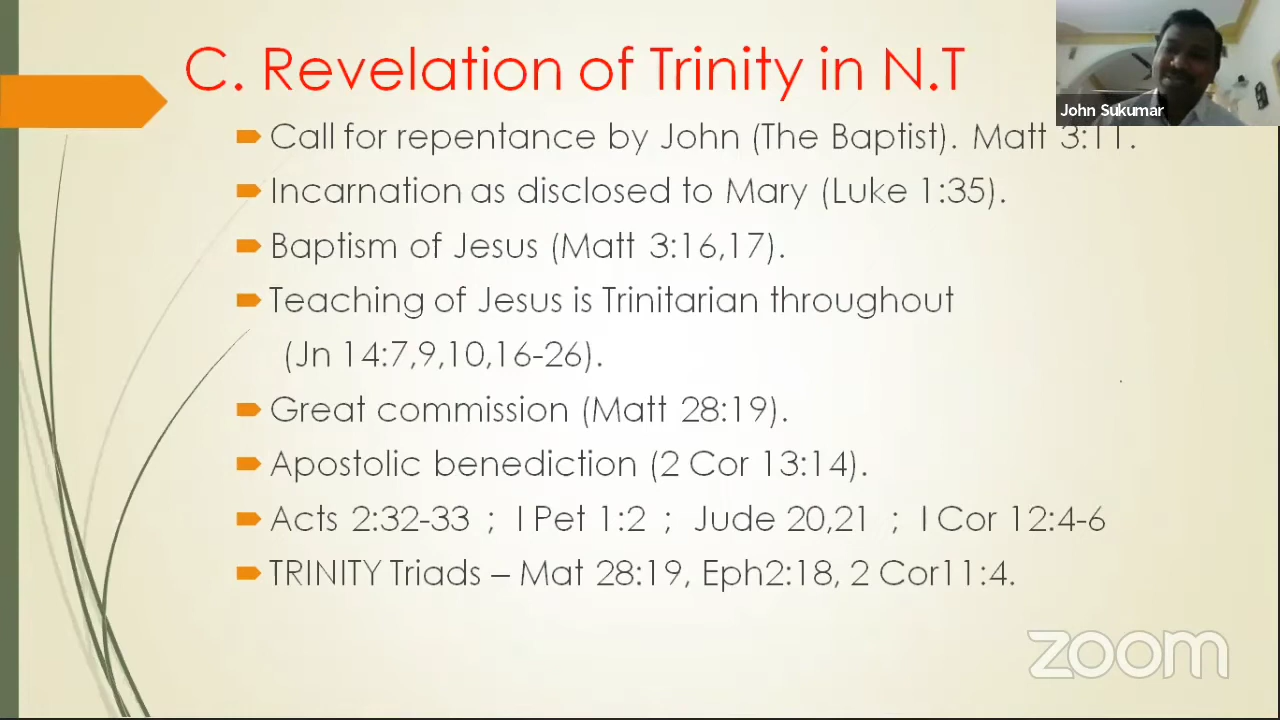 C. Revelation of Trinity in N.T
John Sukumar
Call for repentance by John (The Baptist). Matt 3:11.
Incarnation as disclosed to Mary (Luke 1:35).
Baptism of Jesus (Matt 3:16,17).
Teaching of Jesus is Trinitarian throughout
(Jn 14:7,9,10,16-26).
Great commission (Matt 28:19).
Apostolic benediction (2 Cor 13:14).
Acts 2:32-33 ; I Pet 1:2 ; Jude 20,21 ; I Cor 12:4-6
TRINITY Triads – Mat 28:19, Eph2:18, 2 Cor11:4.
zoom